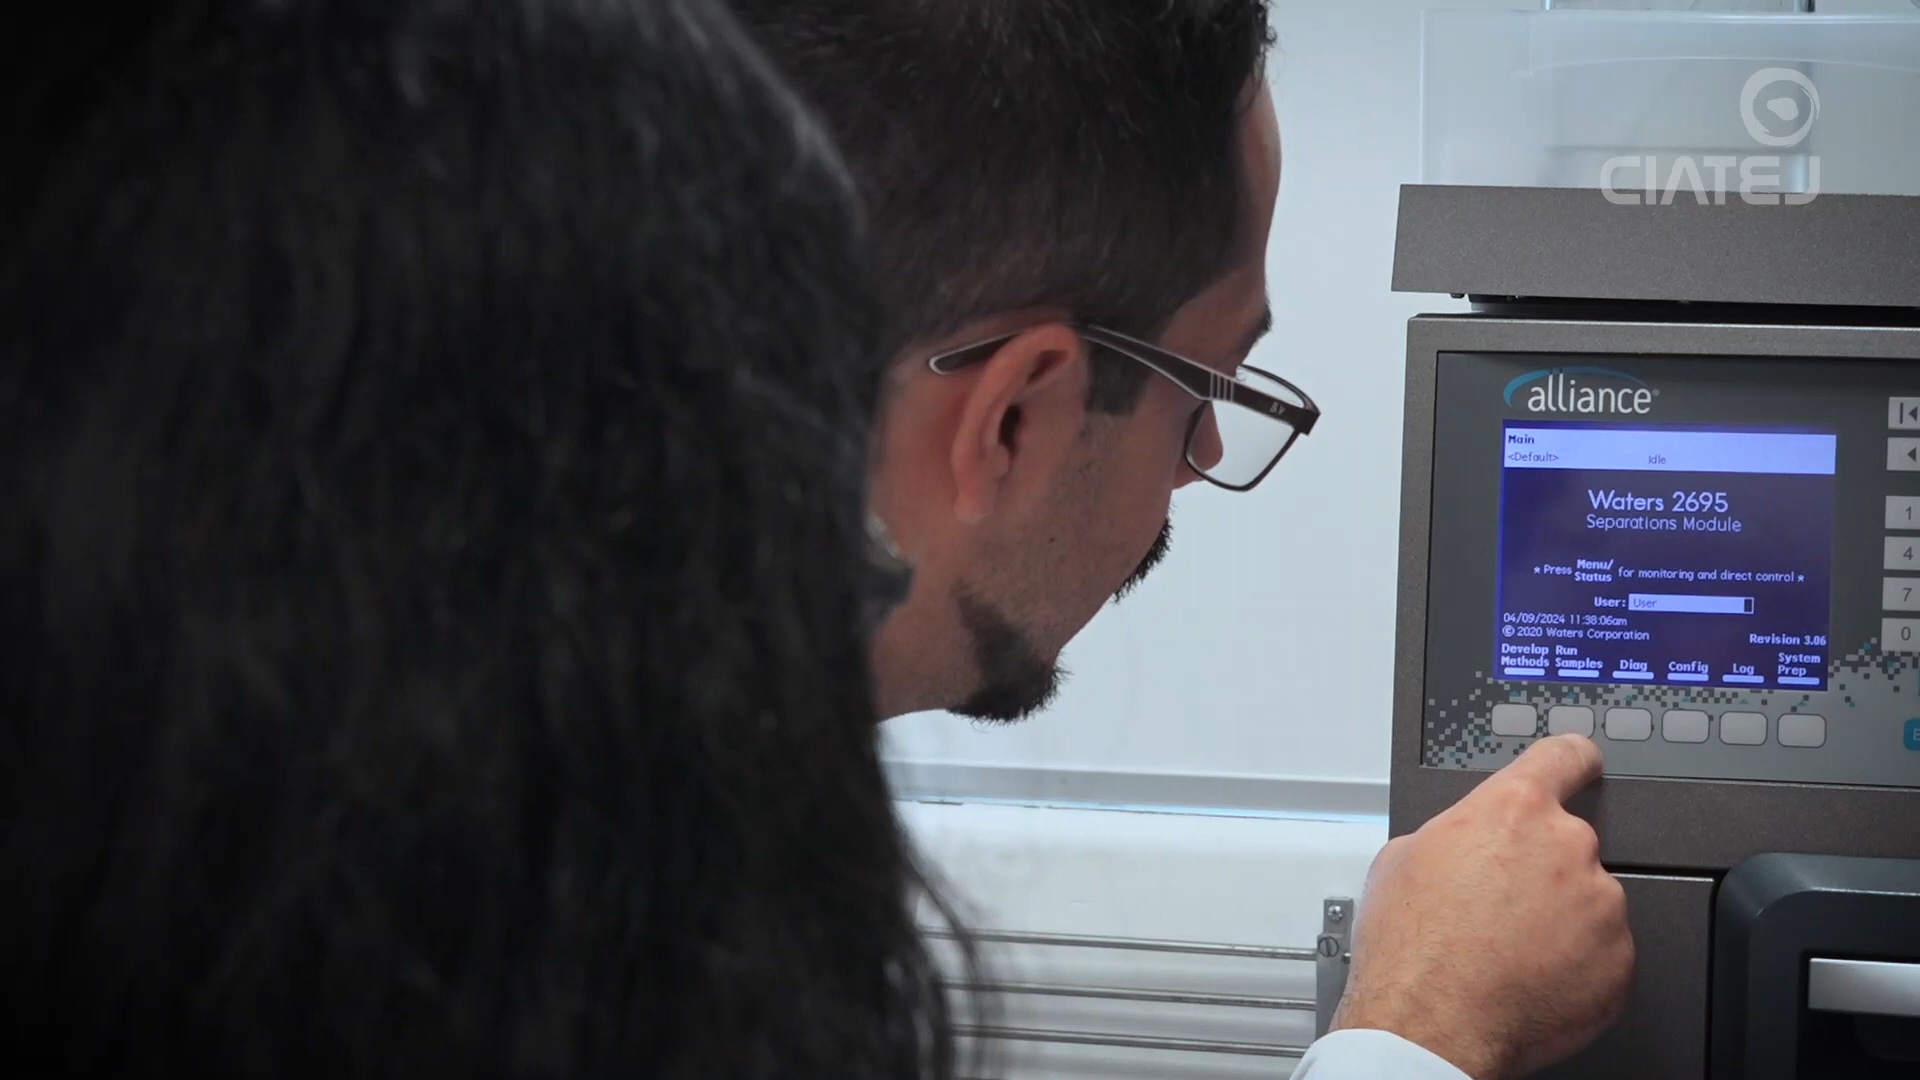 CIATEJ
alliance
Main
<Default> Idle
Waters 2695
Separations Module
* Press Menu/ Status for monitoring and direct control *
User: User
04/09/2024 11:38:06am
© 2020 Waters Corporation
Revision 3.06
Develop Methods
Run Samples
Diag
Config
Log
System Prep
1
4
7
0
E
BV